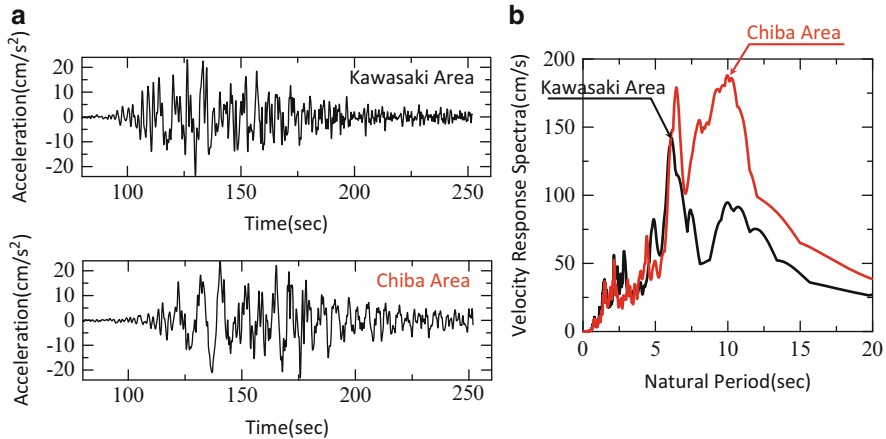 a
Acceleration(cm/s²)
20
10
0
-10
-20
Kawasaki Area
100
150
200
250
Time(sec)
Acceleration(cm/s²)
20
10
0
-10
-20
Chiba Area
100
150
200
250
Time(sec)
b
Chiba Area
Kawasaki Area
Velocity Response Spectra(cm/s)
200
150
100
50
0
0
5
10
15
20
Natural Period(sec)